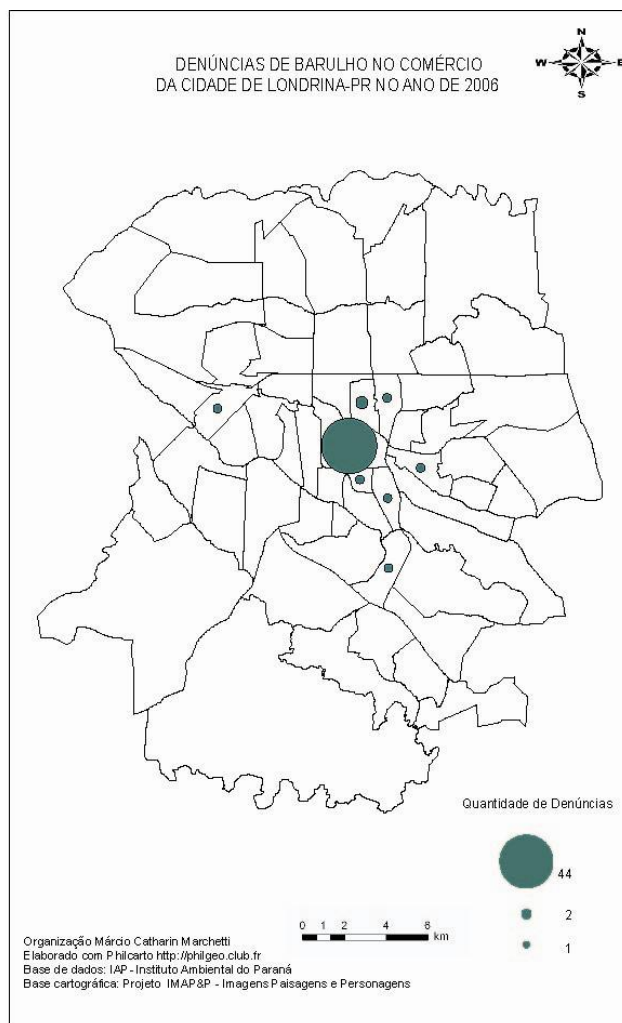 DENÚNCIAS DE BARULHO NO COMÉRCIO
DA CIDADE DE LONDRINA-PR NO ANO DE 2006
N
W
E
S
Quantidade de Denúncias
44
2
1
0 1 2 4 6
km
Organização Márcio Catharin Marchetti
Elaborado com Philcarto http://philgeo.club.fr
Base de dados: IAP - Instituto Ambiental do Paraná
Base cartográfica: Projeto IMAP&P - Imagens Paisagens e Personagens